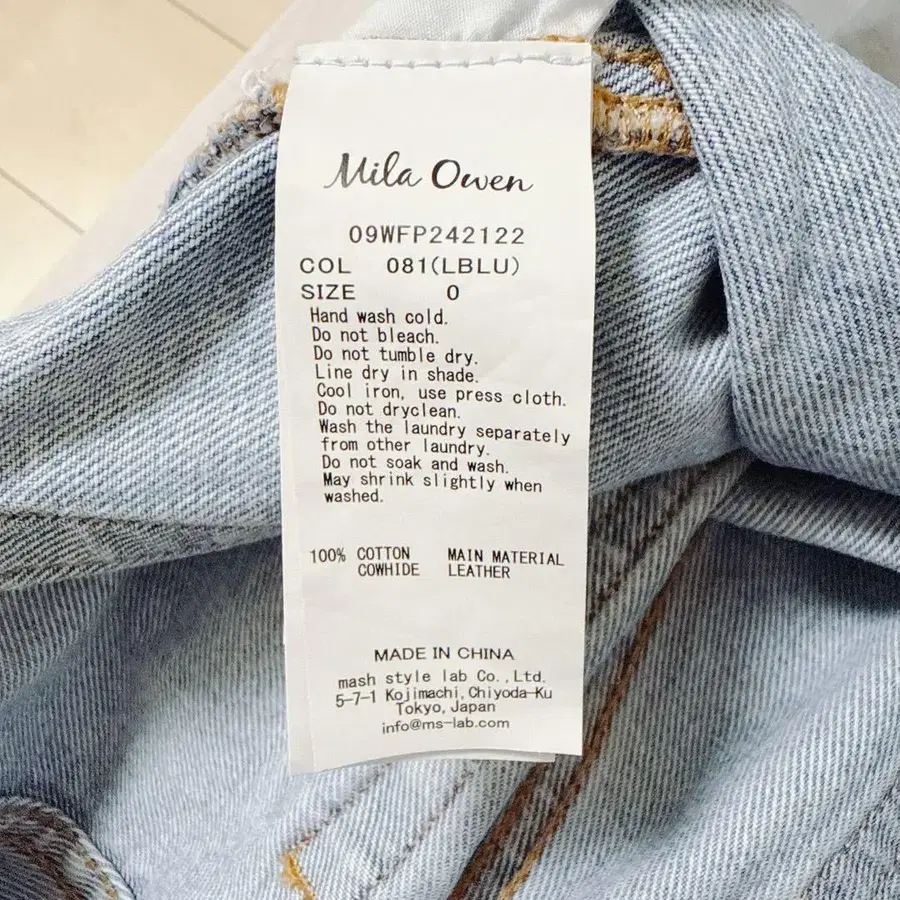 Mila Owen
09WFP242122
COL 081(LBLU)
SIZE 0
Hand wash cold.
Do not bleach.
Do not tumble dry.
Line dry in shade.
Cool iron, use press cloth.
Do not dryclean.
Wash the laundry separately
from other laundry.
Do not soak and wash.
May shrink slightly when
washed.
100% COTTON MAIN MATERIAL
COWHIDE LEATHER
MADE IN CHINA
mash style lab Co.,Ltd.
5-7-1 Kojimachi,Chiyoda-Ku
Tokyo,Japan
info@ms-lab.com